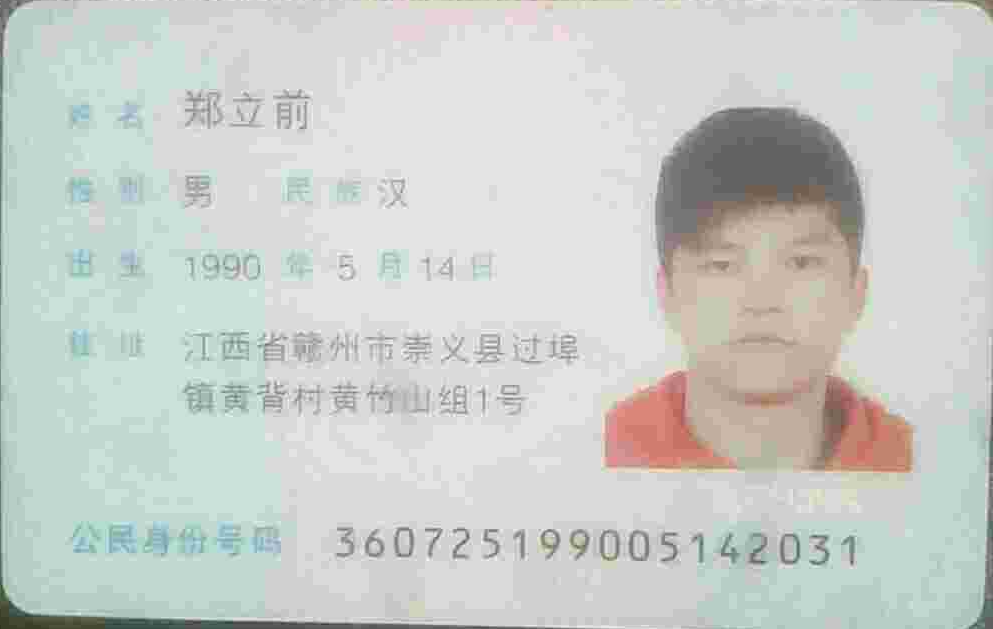 姓名 郑立前
性别 男 民族 汉
出生 1990 年 5 月 14 日
住址 江西省赣州市崇义县过埠
镇黄背村黄竹山组1号
公民身份号码 360725199005142031